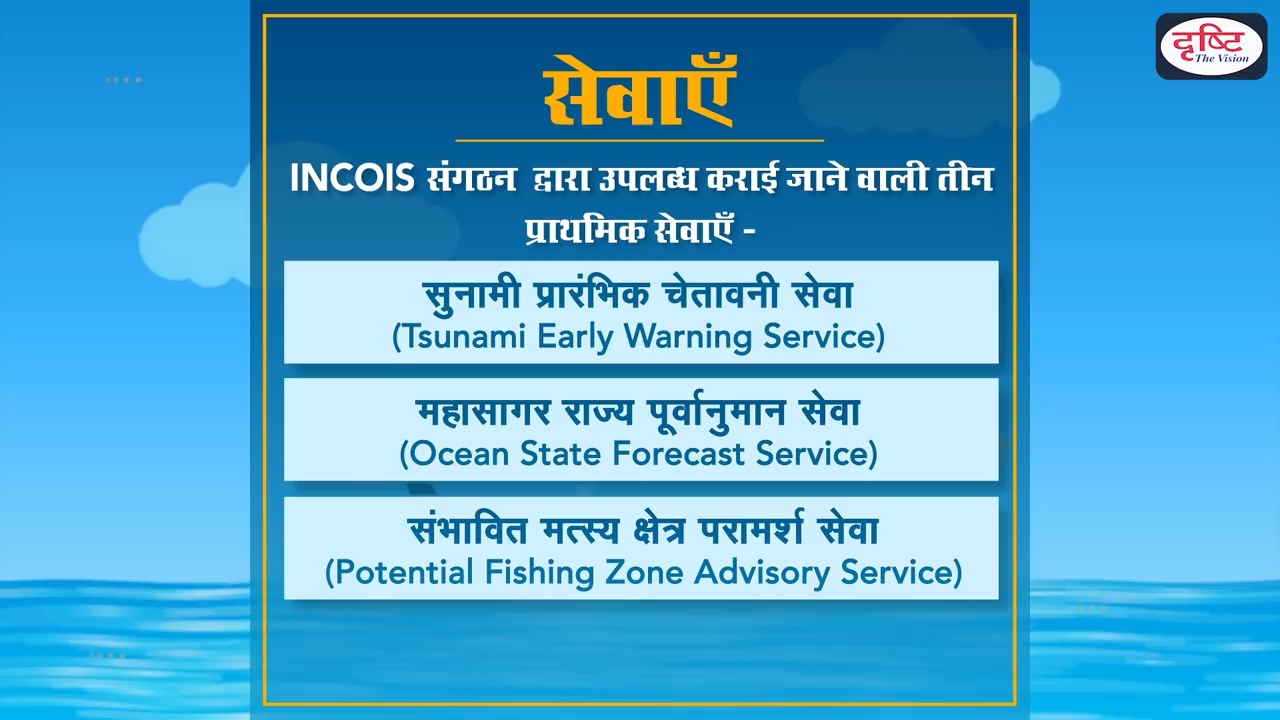 दृष्टि
The Vision
सेवाएँ
INCOIS संगठन द्वारा उपलब्ध कराई जाने वाली तीन
प्राथमिक सेवाएँ -
सुनामी प्रारंभिक चेतावनी सेवा
(Tsunami Early Warning Service)
महासागर राज्य पूर्वानुमान सेवा
(Ocean State Forecast Service)
संभावित मत्स्य क्षेत्र परामर्श सेवा
(Potential Fishing Zone Advisory Service)